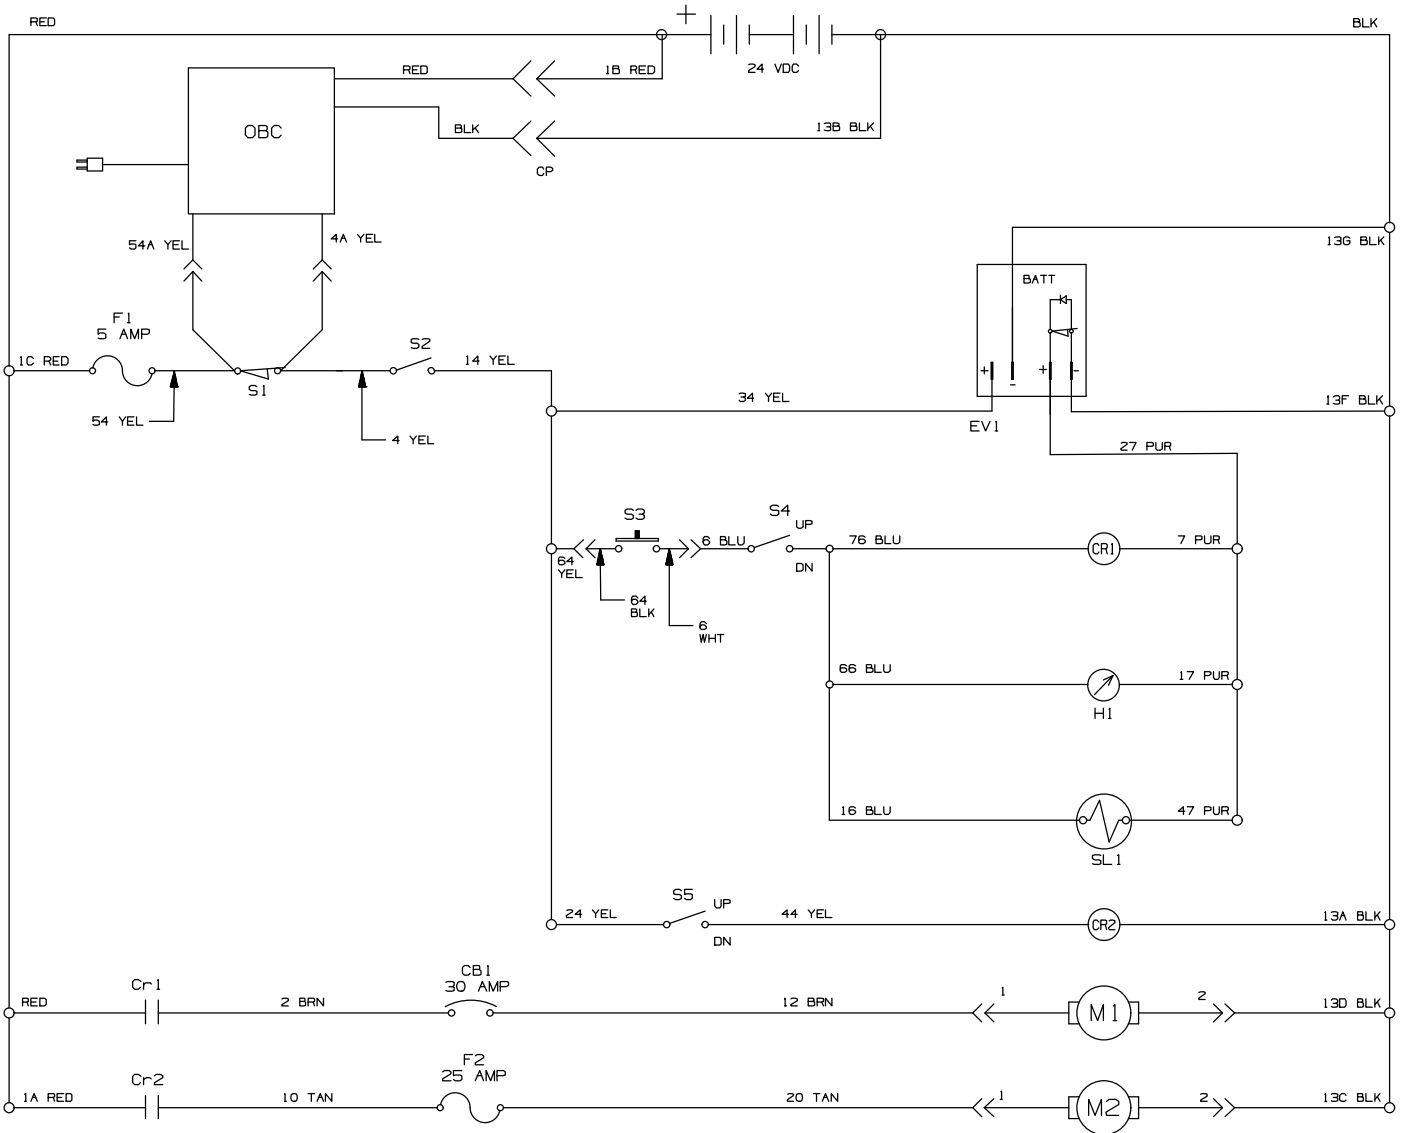 RED
+
BLK
24 VDC
RED
1B RED
OBC
BLK
13B BLK
CP
54A YEL
4A YEL
13G BLK
BATT
F1
5 AMP
S2
1C RED
14 YEL
S1
+
-
+
-
54 YEL
34 YEL
13F BLK
4 YEL
EV1
27 PUR
S3
S4
UP
6 BLU
76 BLU
CR1
7 PUR
64
YEL
DN
64
BLK
6
WHT
66 BLU
17 PUR
H1
16 BLU
47 PUR
SL1
S5
UP
24 YEL
44 YEL
CR2
13A BLK
DN
Cr1
CB1
30 AMP
RED
2 BRN
12 BRN
1
M1
2
13D BLK
Cr2
F2
25 AMP
1A RED
10 TAN
20 TAN
1
M2
2
13C BLK